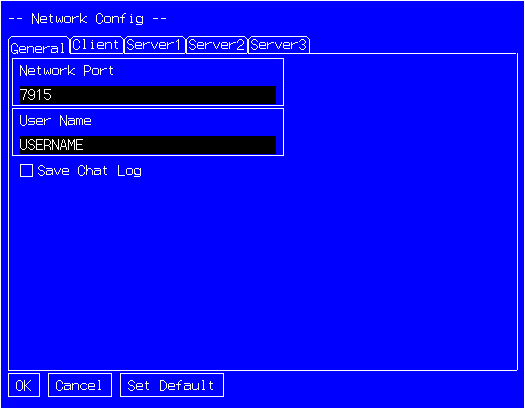 -- Network Config --
General Client Server1 Server2 Server3
Network Port
7915
User Name
USERNAME
Save Chat Log
OK Cancel Set Default